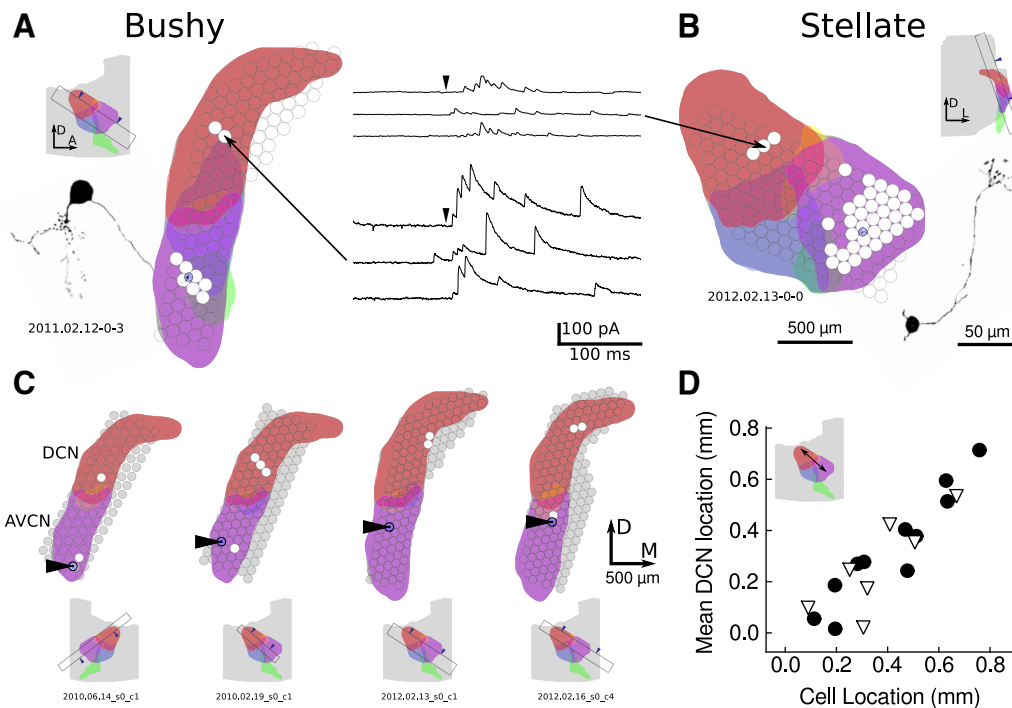 A Bushy
B Stellate
D
A
D
L
2011.02.12-0-3
100 pA
100 ms
2012.02.13-0-0
500 µm
50 µm
C
DCN
AVCN
D
M
500 µm
2010.06.14_s0_c1
2010.02.19_s0_c1
2012.02.13_s0_c1
2012.02.16_s0_c4
D
Mean DCN location (mm)
0.8
0.6
0.4
0.2
0.0
0.0 0.2 0.4 0.6 0.8
Cell Location (mm)